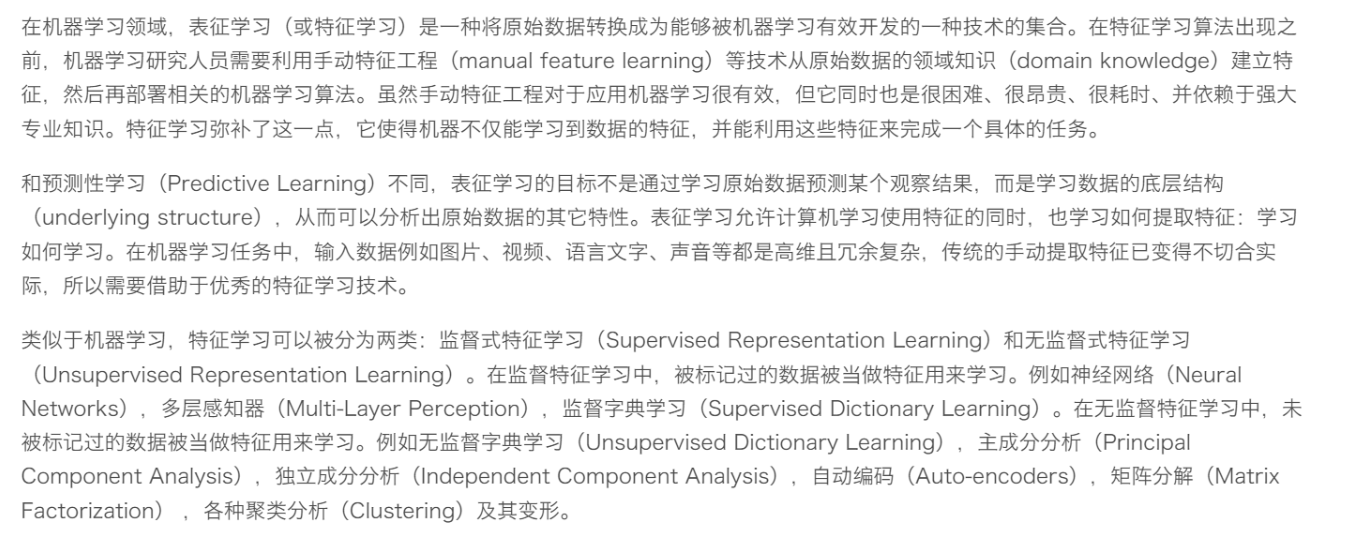 在机器学习领域，表征学习（或特征学习）是一种将原始数据转换成为能够被机器学习有效开发的一种技术的集合。在特征学习算法出现之
前，机器学习研究人员需要利用手动特征工程（manual feature learning）等技术从原始数据的领域知识（domain knowledge）建立特
征，然后再部署相关的机器学习算法。虽然手动特征工程对于应用机器学习很有效，但它同时也是很困难、很昂贵、很耗时、并依赖于强大
专业知识。特征学习弥补了这一点，它使得机器不仅能学习到数据的特征，并能利用这些特征来完成一个具体的任务。
和预测性学习（Predictive Learning）不同，表征学习的目标不是通过学习原始数据预测某个观察结果，而是学习数据的底层结构
（underlying structure），从而可以分析出原始数据的其它特性。表征学习允许计算机学习使用特征的同时，也学习如何提取特征：学习
如何学习。在机器学习任务中，输入数据例如图片、视频、语言文字、声音等都是高维且冗余复杂，传统的手动提取特征已变得不切合实
际，所以需要借助于优秀的特征学习技术。
类似于机器学习，特征学习可以被分为两类：监督式特征学习（Supervised Representation Learning）和无监督式特征学习
（Unsupervised Representation Learning）。在监督特征学习中，被标记过的数据被当做特征用来学习。例如神经网络（Neural
Networks），多层感知器（Multi-Layer Perception），监督字典学习（Supervised Dictionary Learning）。在无监督特征学习中，未
被标记过的数据被当做特征用来学习。例如无监督字典学习（Unsupervised Dictionary Learning），主成分分析（Principal
Component Analysis），独立成分分析（Independent Component Analysis），自动编码（Auto-encoders），矩阵分解（Matrix
Factorization） ，各种聚类分析（Clustering）及其变形。